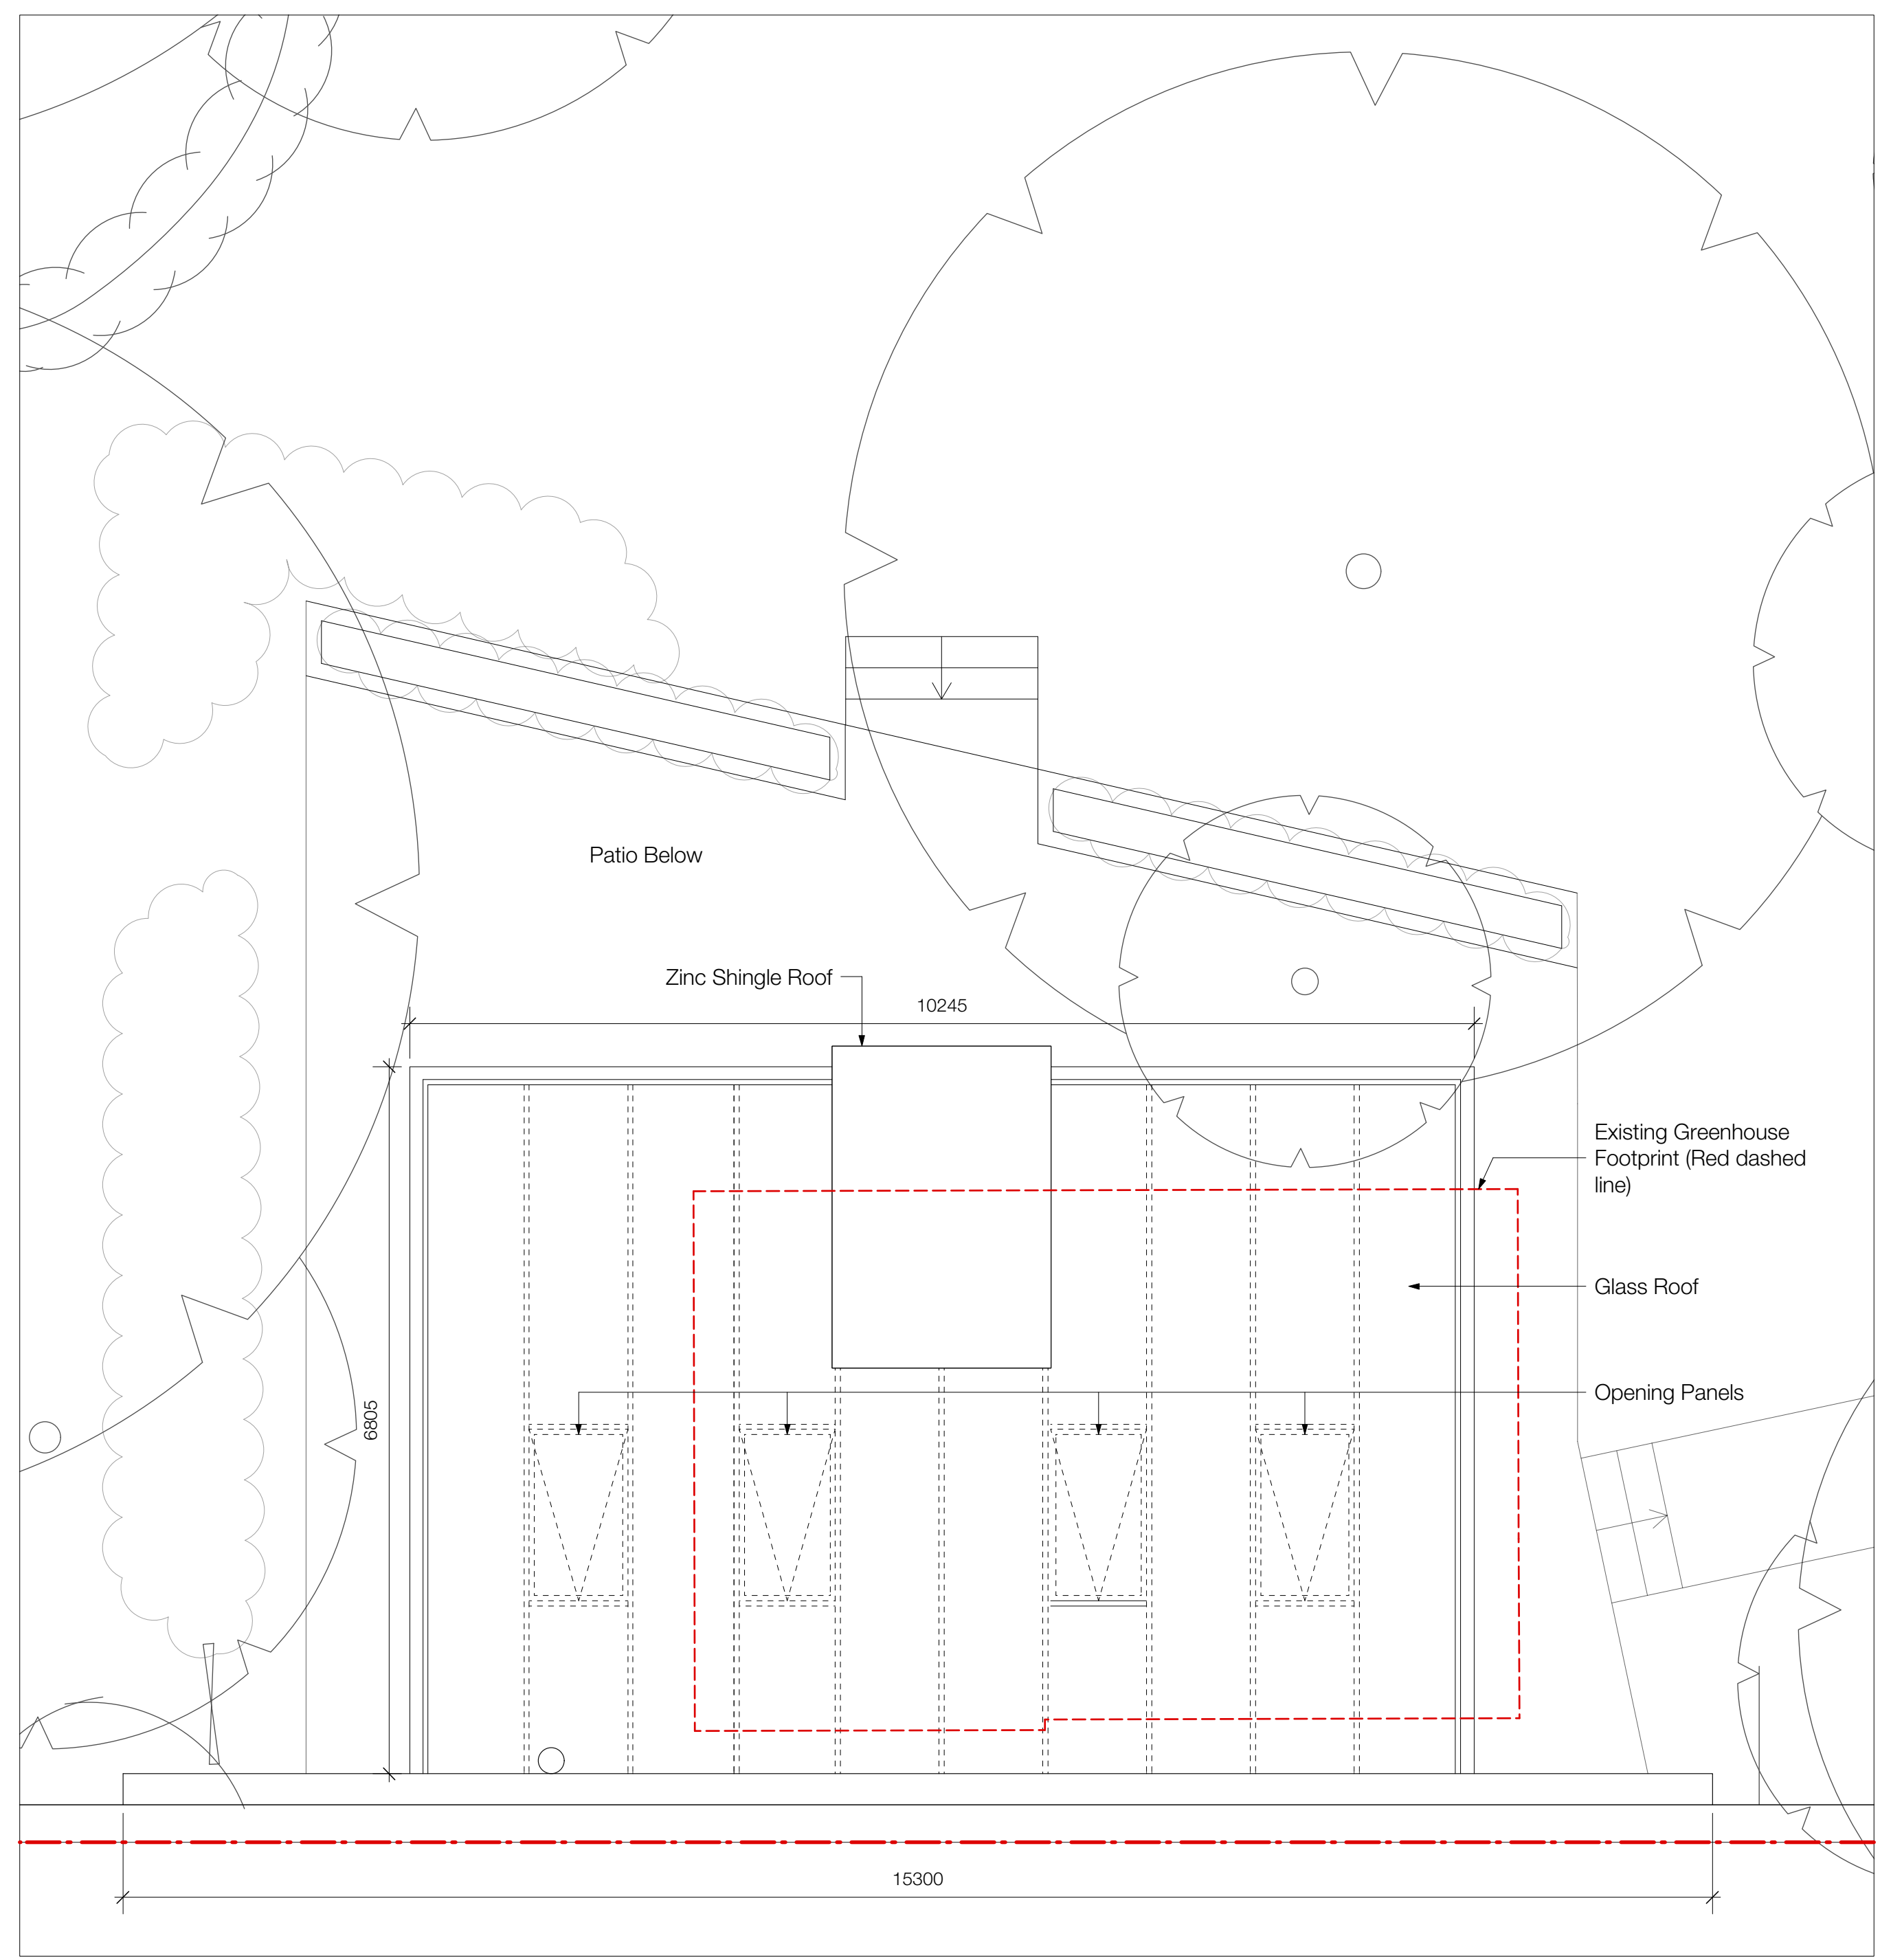 Patio Below
Zinc Shingle Roof
10245
Existing Greenhouse
Footprint (Red dashed
line)
Glass Roof
Opening Panels
6805
15300